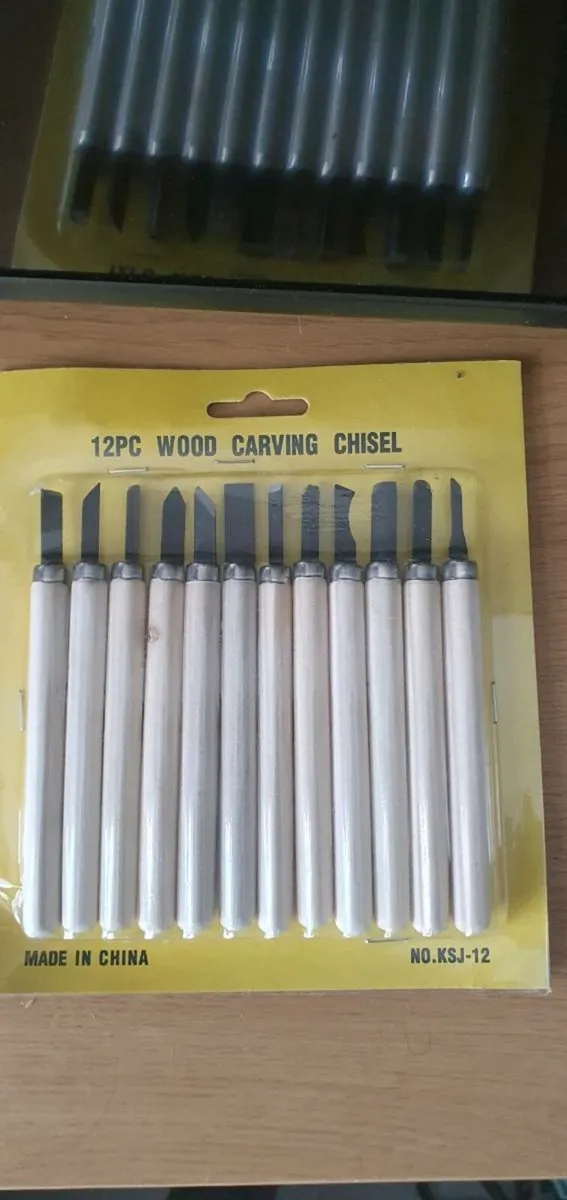 12PC WOOD CARVING CHISEL
MADE IN CHINA
NO.KSJ-12